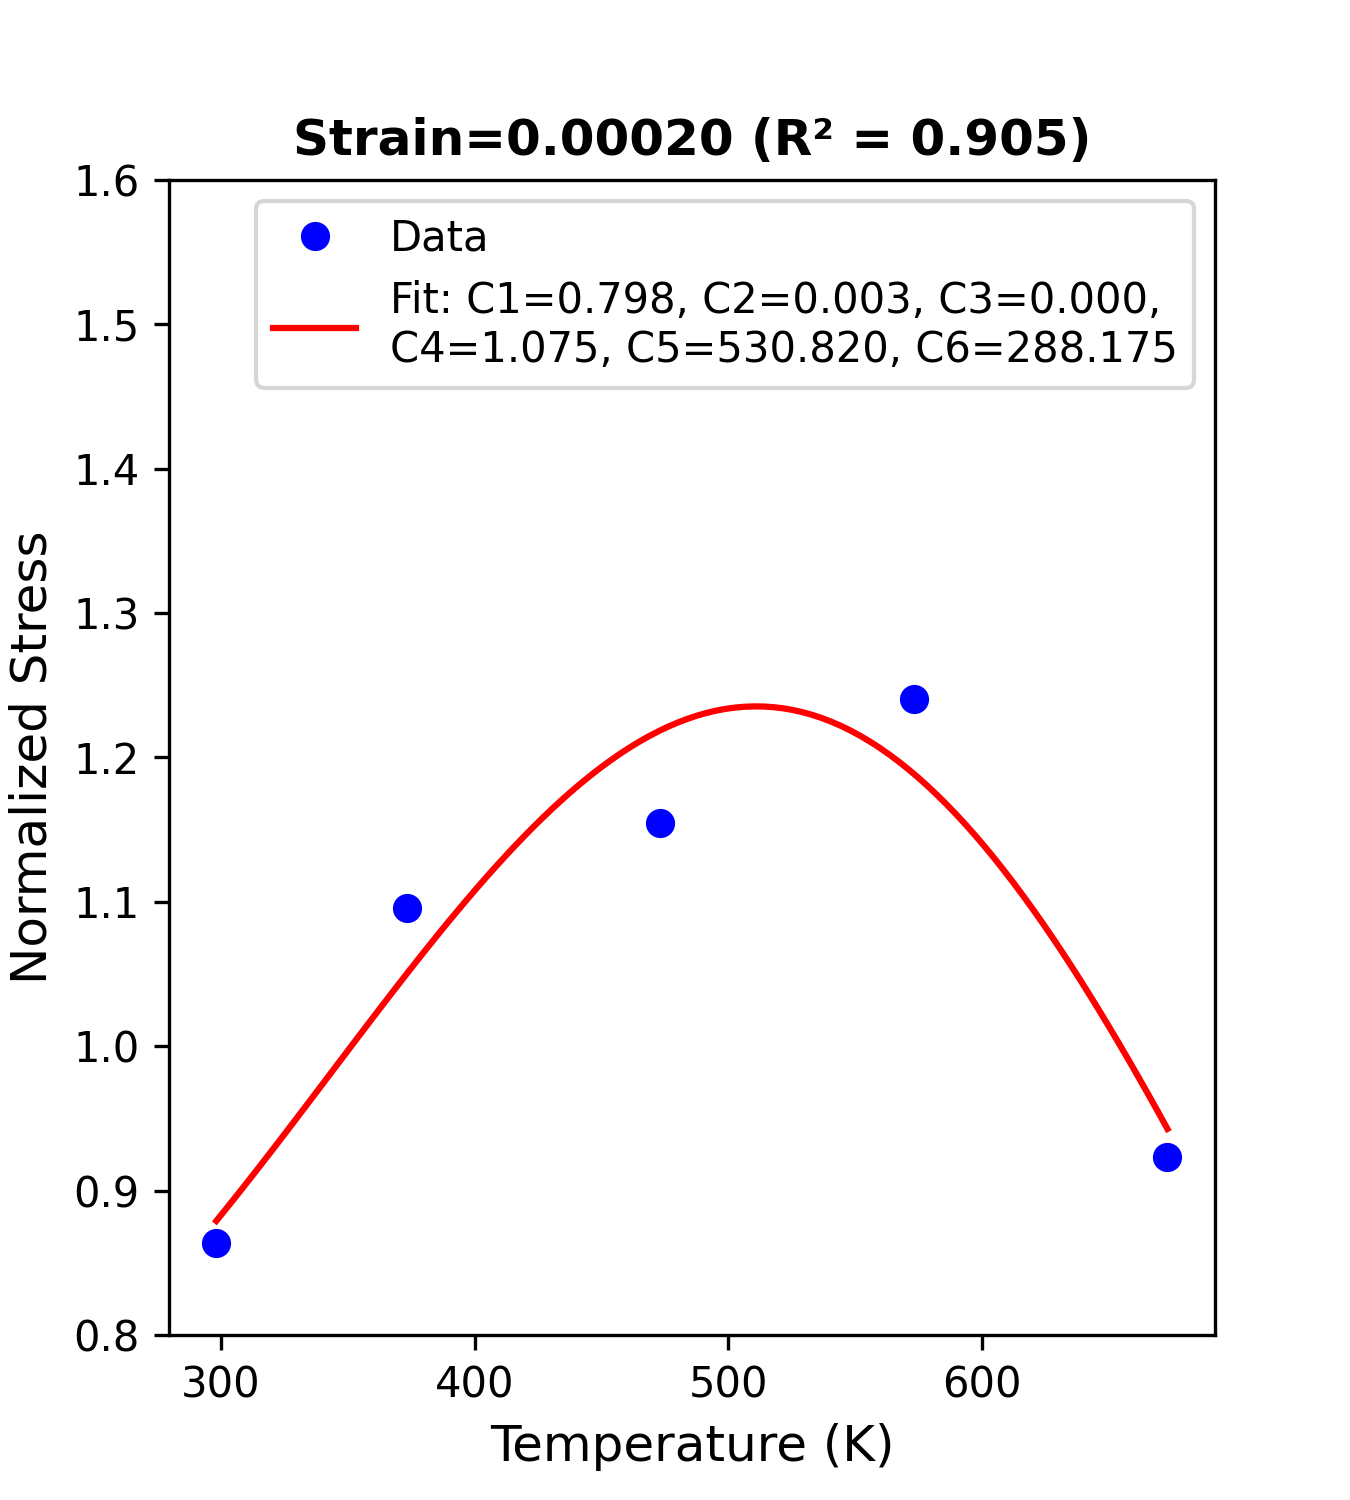 Strain=0.00020 (R² = 0.905)
Data
Fit: C1=0.798, C2=0.003, C3=0.000,
C4=1.075, C5=530.820, C6=288.175
1.6
1.5
1.4
1.3
1.2
1.1
1.0
0.9
0.8
Normalized Stress
300 400 500 600
Temperature (K)